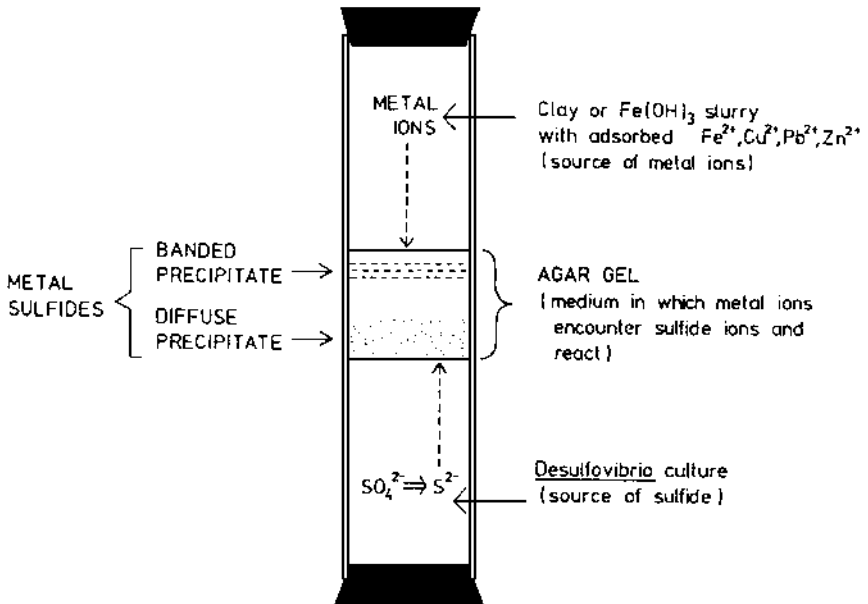 METAL
IONS
Clay or Fe(OH)₃ slurry
with adsorbed Fe²⁺,Cu²⁺,Pb²⁺,Zn²⁺
(source of metal ions)
METAL
SULFIDES
BANDED
PRECIPITATE
DIFFUSE
PRECIPITATE
AGAR GEL
(medium in which metal ions
encounter sulfide ions and
react)
SO₄²⁻⇒S²⁻
Desulfovibrio culture
(source of sulfide)